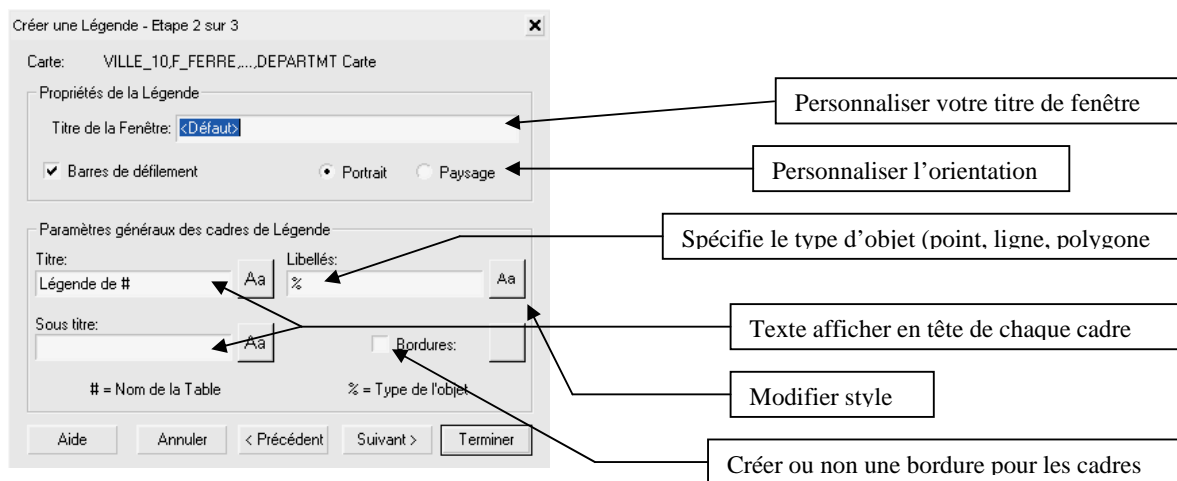 Créer une Légende - Etape 2 sur 3
Carte: VILLE_10,F_FERRE,...,DEPARTMT Carte
Propriétés de la Légende
Titre de la Fenêtre: <Défaut>
Barres de défilement Portrait Paysage
Paramètres généraux des cadres de Légende
Titre: Libellés:
Légende de # Aa % Aa
Sous titre:
Aa Bordures:
# = Nom de la Table % = Type de l'objet
Aide Annuler < Précédent Suivant > Terminer
Personnaliser votre titre de fenêtre
Personnaliser l'orientation
Spécifie le type d'objet (point, ligne, polygone
Texte afficher en tête de chaque cadre
Modifier style
Créer ou non une bordure pour les cadres